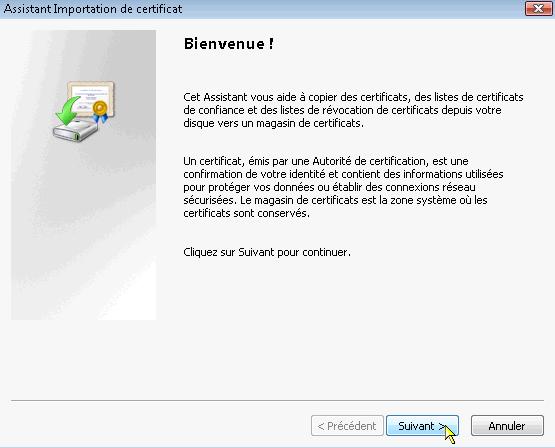 Assistant Importation de certificat
Bienvenue !
Cet Assistant vous aide à copier des certificats, des listes de certificats
de confiance et des listes de révocation de certificats depuis votre
disque vers un magasin de certificats.
Un certificat, émis par une Autorité de certification, est une
confirmation de votre identité et contient des informations utilisées
pour protéger vos données ou établir des connexions réseau
sécurisées. Le magasin de certificats est la zone système où les
certificats sont conservés.
Cliquez sur Suivant pour continuer.
< Précédent Suivant > Annuler